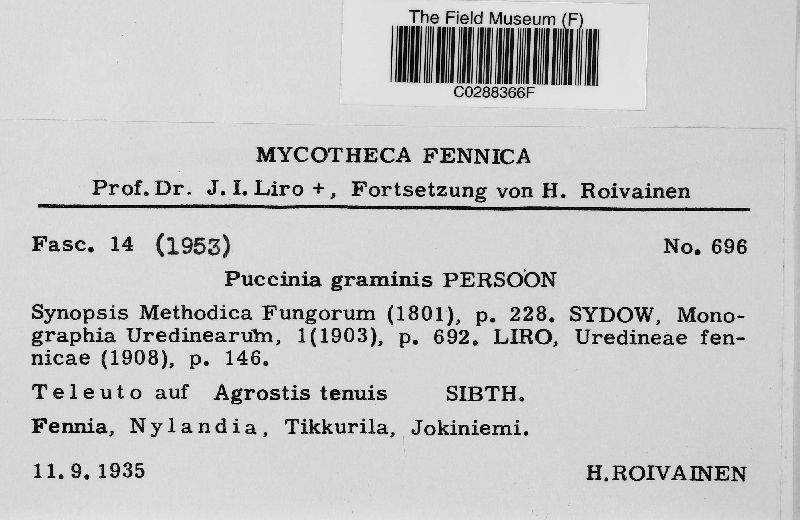 The Field Museum (F)
C0288366F
MYCOTHECA FENNICA
Prof. Dr. J. I. Liro +, Fortsetzung von H. Roivainen
Fasc. 14 (1953) No. 696
Puccinia graminis PERSOON
Synopsis Methodica Fungorum (1801), p. 228. SYDOW, Mono-
graphia Uredinearum, 1(1903), p. 692. LIRO, Uredineae fen-
nicae (1908), p. 146.
Teleuto auf Agrostis tenuis SIBTH.
Fennia, Nylandia, Tikkurila, Jokiniemi.
11. 9. 1935 H. ROIVAINEN